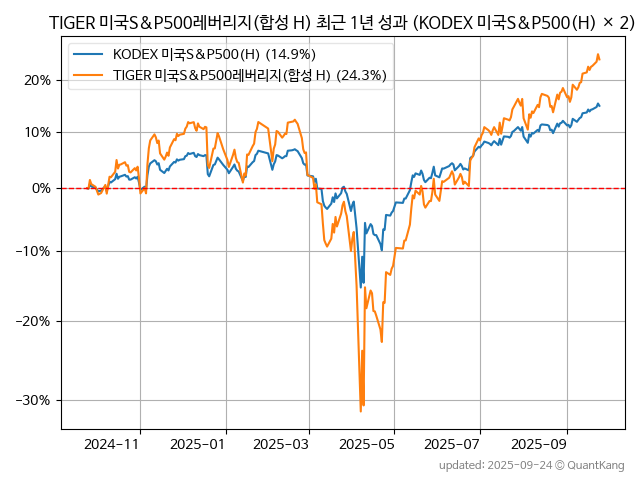 TIGER 미국S&P500레버리지(합성 H) 최근 1년 성과 (KODEX 미국S&P500(H) × 2)
KODEX 미국S&P500(H) (14.9%)
TIGER 미국S&P500레버리지(합성 H) (24.3%)
20%
10%
0%
−10%
−20%
−30%
2024-11 2025-01 2025-03 2025-05 2025-07 2025-09
updated: 2025-09-24 © QuantKang